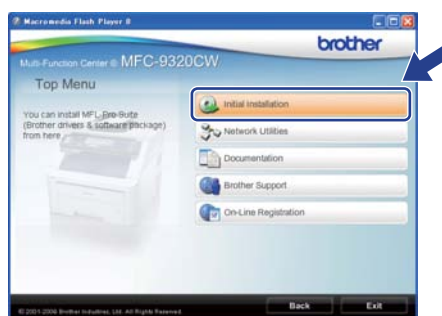 Macromedia Flash Player 8
brother
Multi-Function Center ® MFC-9320CW
Top Menu
You can install MFL-Pro Suite
(Brother drivers & software package)
from here.
Initial Installation
Network Utilities
Documentation
Brother Support
On-Line Registration
© 2001-2008 Brother Industries, Ltd. All Rights Reserved.
Back
Exit